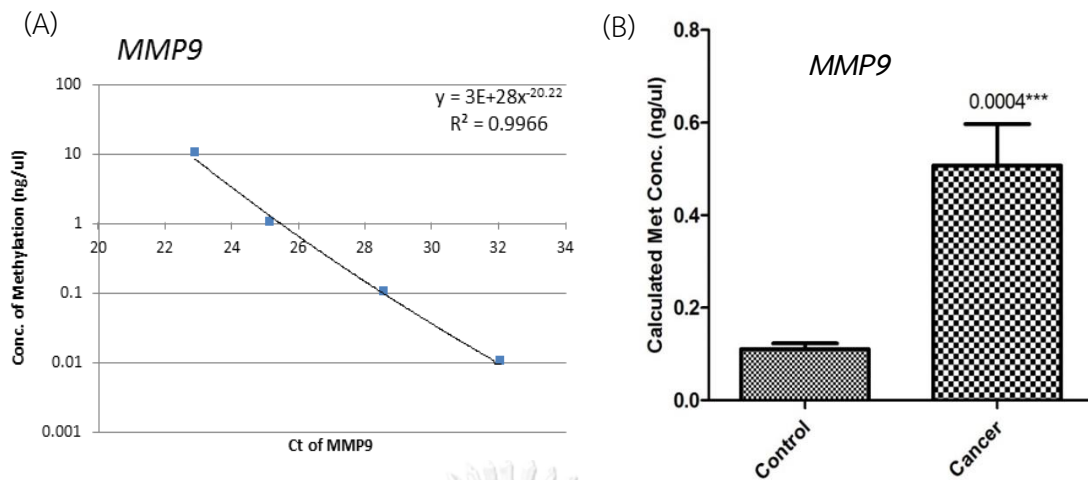 (A)
MMP9
y = 3E+28x^-20.22
R² = 0.9966
Conc. of Methylation (ng/ul)
100
10
1
0.1
0.01
0.001
20 22 24 26 28 30 32 34
Ct of MMP9
(B)
MMP9
0.0004***
Calculated Met Conc. (ng/ul)
0.8
0.6
0.4
0.2
0.0
Control
Cancer